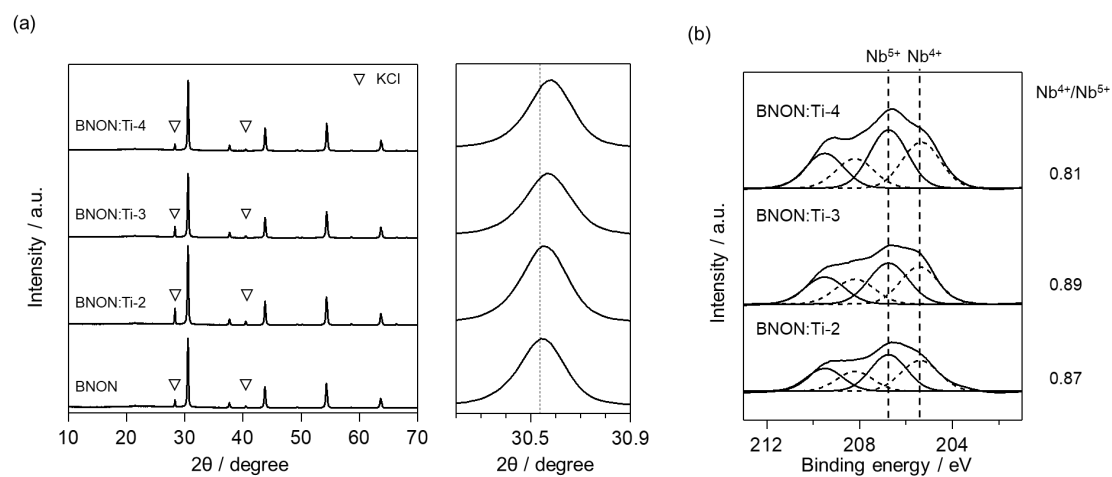 (a)
▽ KCl
BNON:Ti-4
BNON:Ti-3
BNON:Ti-2
BNON
Intensity / a.u.
10 20 30 40 50 60 70
2θ / degree
30.5 30.9
2θ / degree
(b)
Nb⁵⁺ Nb⁴⁺
Nb⁴⁺/Nb⁵⁺
BNON:Ti-4
0.81
BNON:Ti-3
0.89
BNON:Ti-2
0.87
Intensity / a.u.
212 208 204
Binding energy / eV